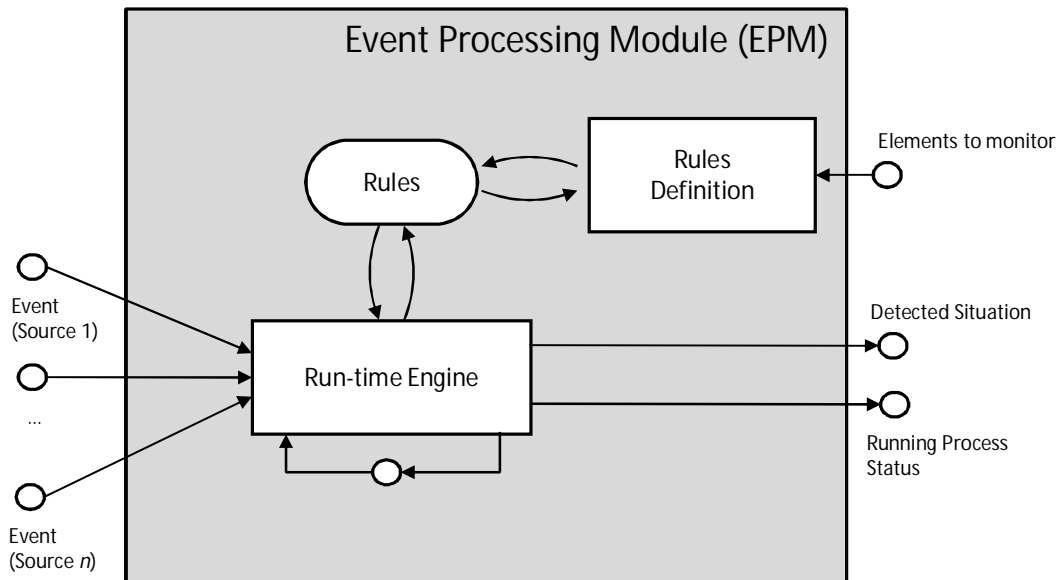 Event Processing Module (EPM)
Elements to monitor
Rules
Definition
Rules
Event
(Source 1)
Detected Situation
Run-time Engine
...
Running Process
Status
Event
(Source n)